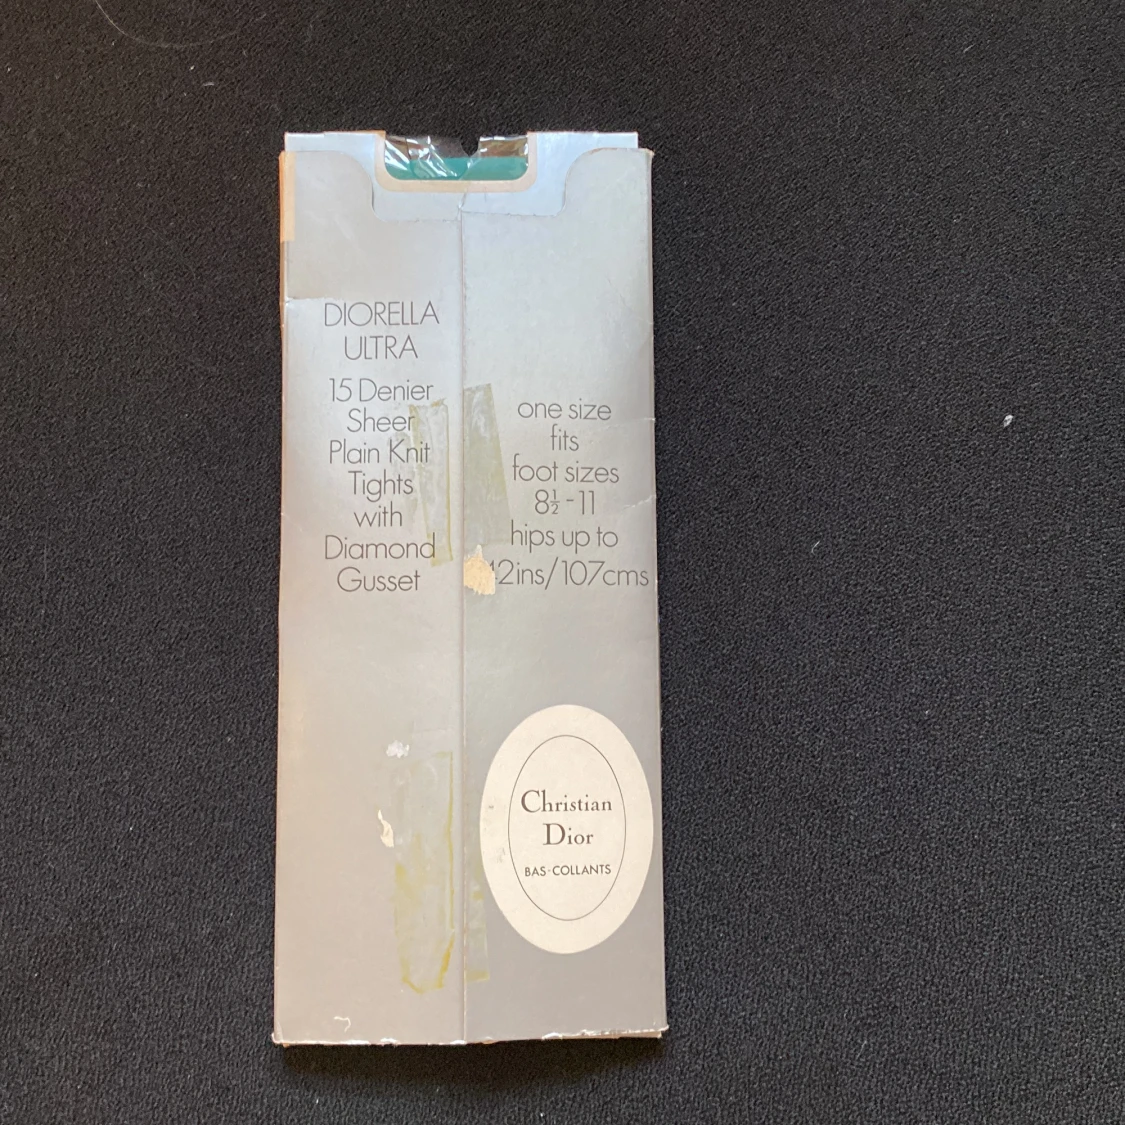 DIORELLA
ULTRA
15 Denier
Sheer
Plain Knit
Tights
with
Diamond
Gusset
one size
fits
foot sizes
8½-11
hips up to
42ins/107cms
Christian
Dior
BAS-COLLANTS